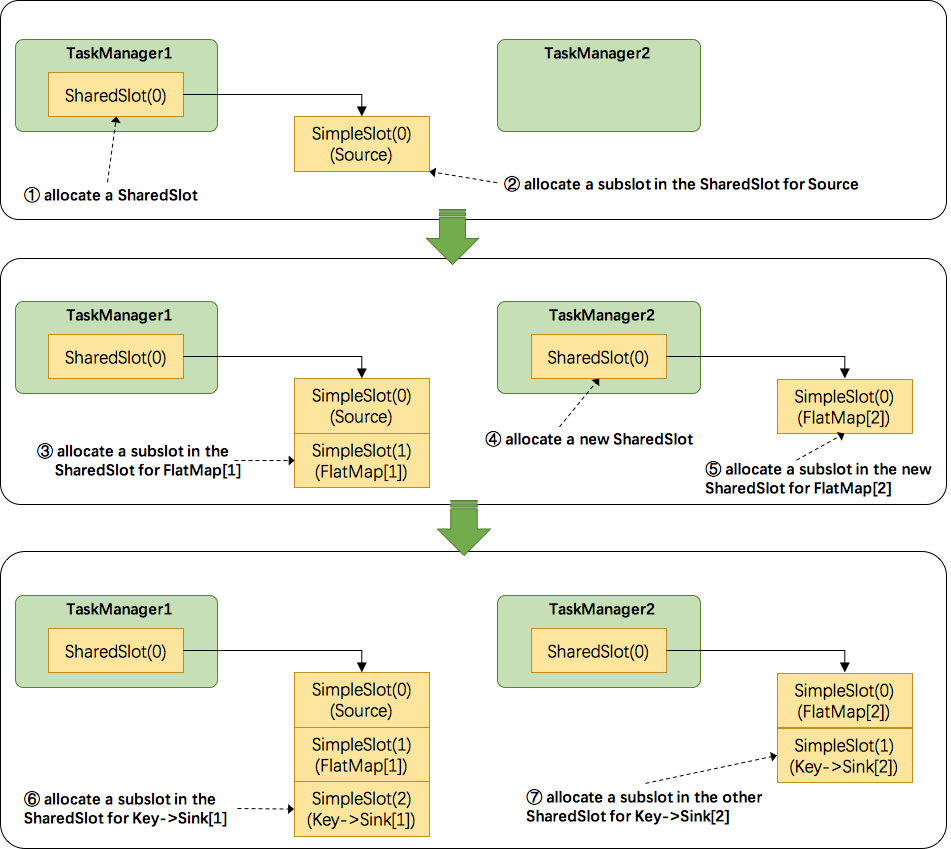 TaskManager1
TaskManager2
SharedSlot(0)
SimpleSlot(0)
(Source)
① allocate a SharedSlot
② allocate a subslot in the SharedSlot for Source
TaskManager1
TaskManager2
SharedSlot(0)
SharedSlot(0)
SimpleSlot(0)
(Source)
SimpleSlot(0)
(FlatMap[2])
③ allocate a subslot in the
SharedSlot for FlatMap[1]
SimpleSlot(1)
(FlatMap[1])
④ allocate a new SharedSlot
⑤ allocate a subslot in the new
SharedSlot for FlatMap[2]
TaskManager1
TaskManager2
SharedSlot(0)
SharedSlot(0)
SimpleSlot(0)
(Source)
SimpleSlot(0)
(FlatMap[2])
SimpleSlot(1)
(FlatMap[1])
SimpleSlot(1)
(Key->Sink[2])
⑥ allocate a subslot in the
SharedSlot for Key->Sink[1]
SimpleSlot(2)
(Key->Sink[1])
⑦ allocate a subslot in the other
SharedSlot for Key->Sink[2]